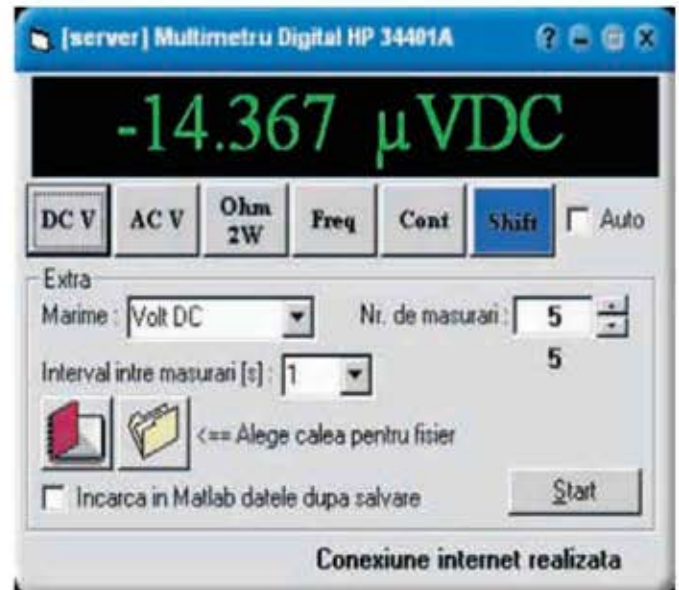 [server] Multimetru Digital HP 34401A
-14.367 µVDC
DC V AC V Ohm 2W Freq Cont Shift Auto
Extra
Marime : Volt DC Nr. de masurari : 5
5
Interval intre masurari [s] : 1
<== Alege calea pentru fisier
Incarca in Matlab datele dupa salvare Start
Conexiune internet realizata